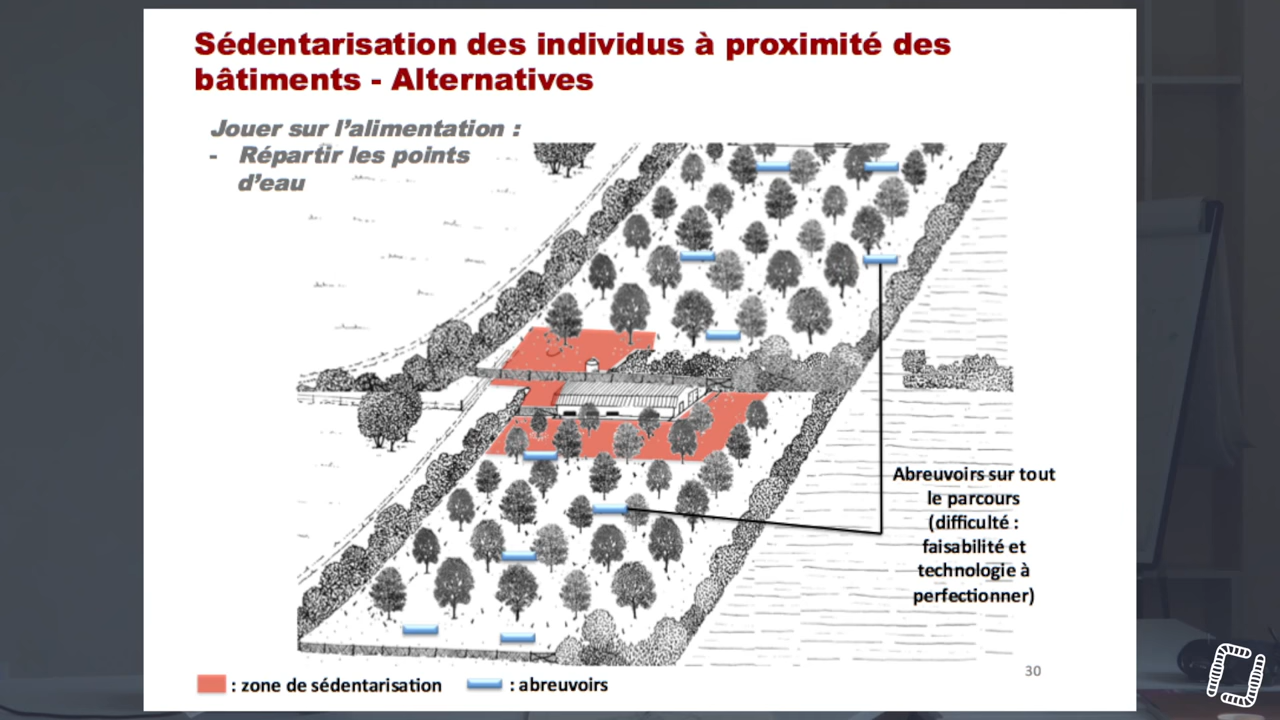 Sédentarisation des individus à proximité des
bâtiments - Alternatives
Jouer sur l'alimentation :
- Répartir les points
d'eau
Abreuvoirs sur tout
le parcours
(difficulté :
faisabilité et
technologie à
perfectionner)
30
: zone de sédentarisation
: abreuvoirs